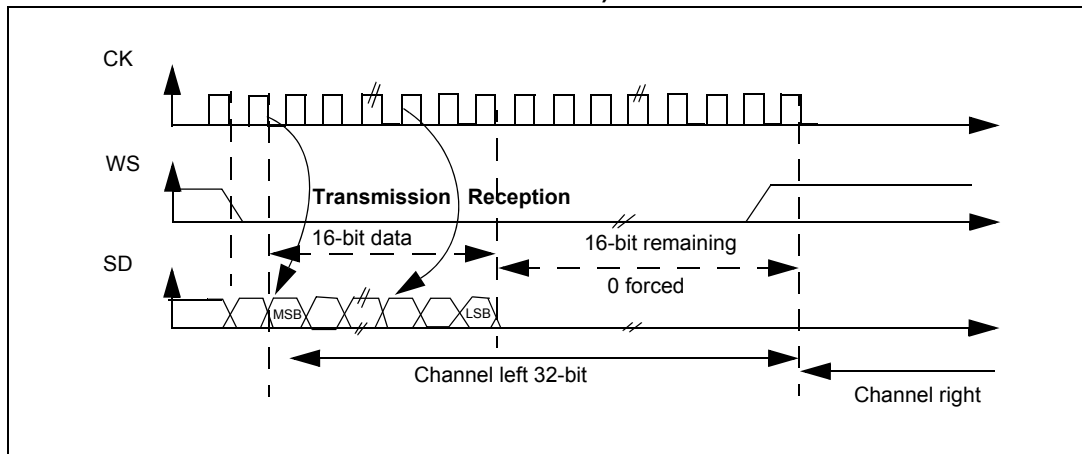 CK
WS
Transmission Reception
16-bit data
16-bit remaining
SD
0 forced
MSB
LSB
Channel left 32-bit
Channel right